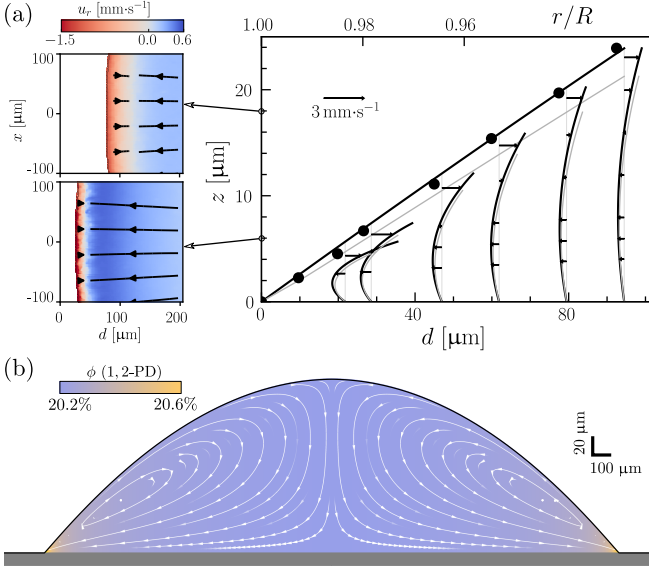 (a)
u_r [mm·s⁻¹]
−1.5 0.0 0.6
1.00 0.98 0.96 r/R
100
0
-100
x [μm]
100
0
-100
0 100 200
d [μm]
20
10
0
z [μm]
3 mm·s⁻¹
0 40 80
d [μm]
(b)
ϕ (1, 2-PD)
20.2% 20.6%
20 μm
100 μm